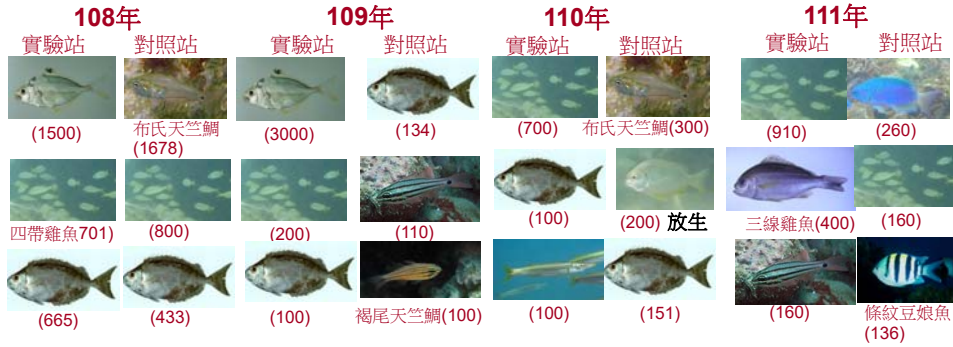 108年 109年 110年 111年
實驗站 對照站 實驗站 對照站 實驗站 對照站 實驗站 對照站
(1500) 布氏天竺鯛 (3000) (134) (700) 布氏天竺鯛(300) (910) (260)
(1678)
四帶雞魚701) (800) (200) (110) (100) (200) 放生 三線雞魚(400) (160)
(665) (433) (100) 褐尾天竺鯛(100) (100) (151) (160) 條紋豆娘魚
(136)